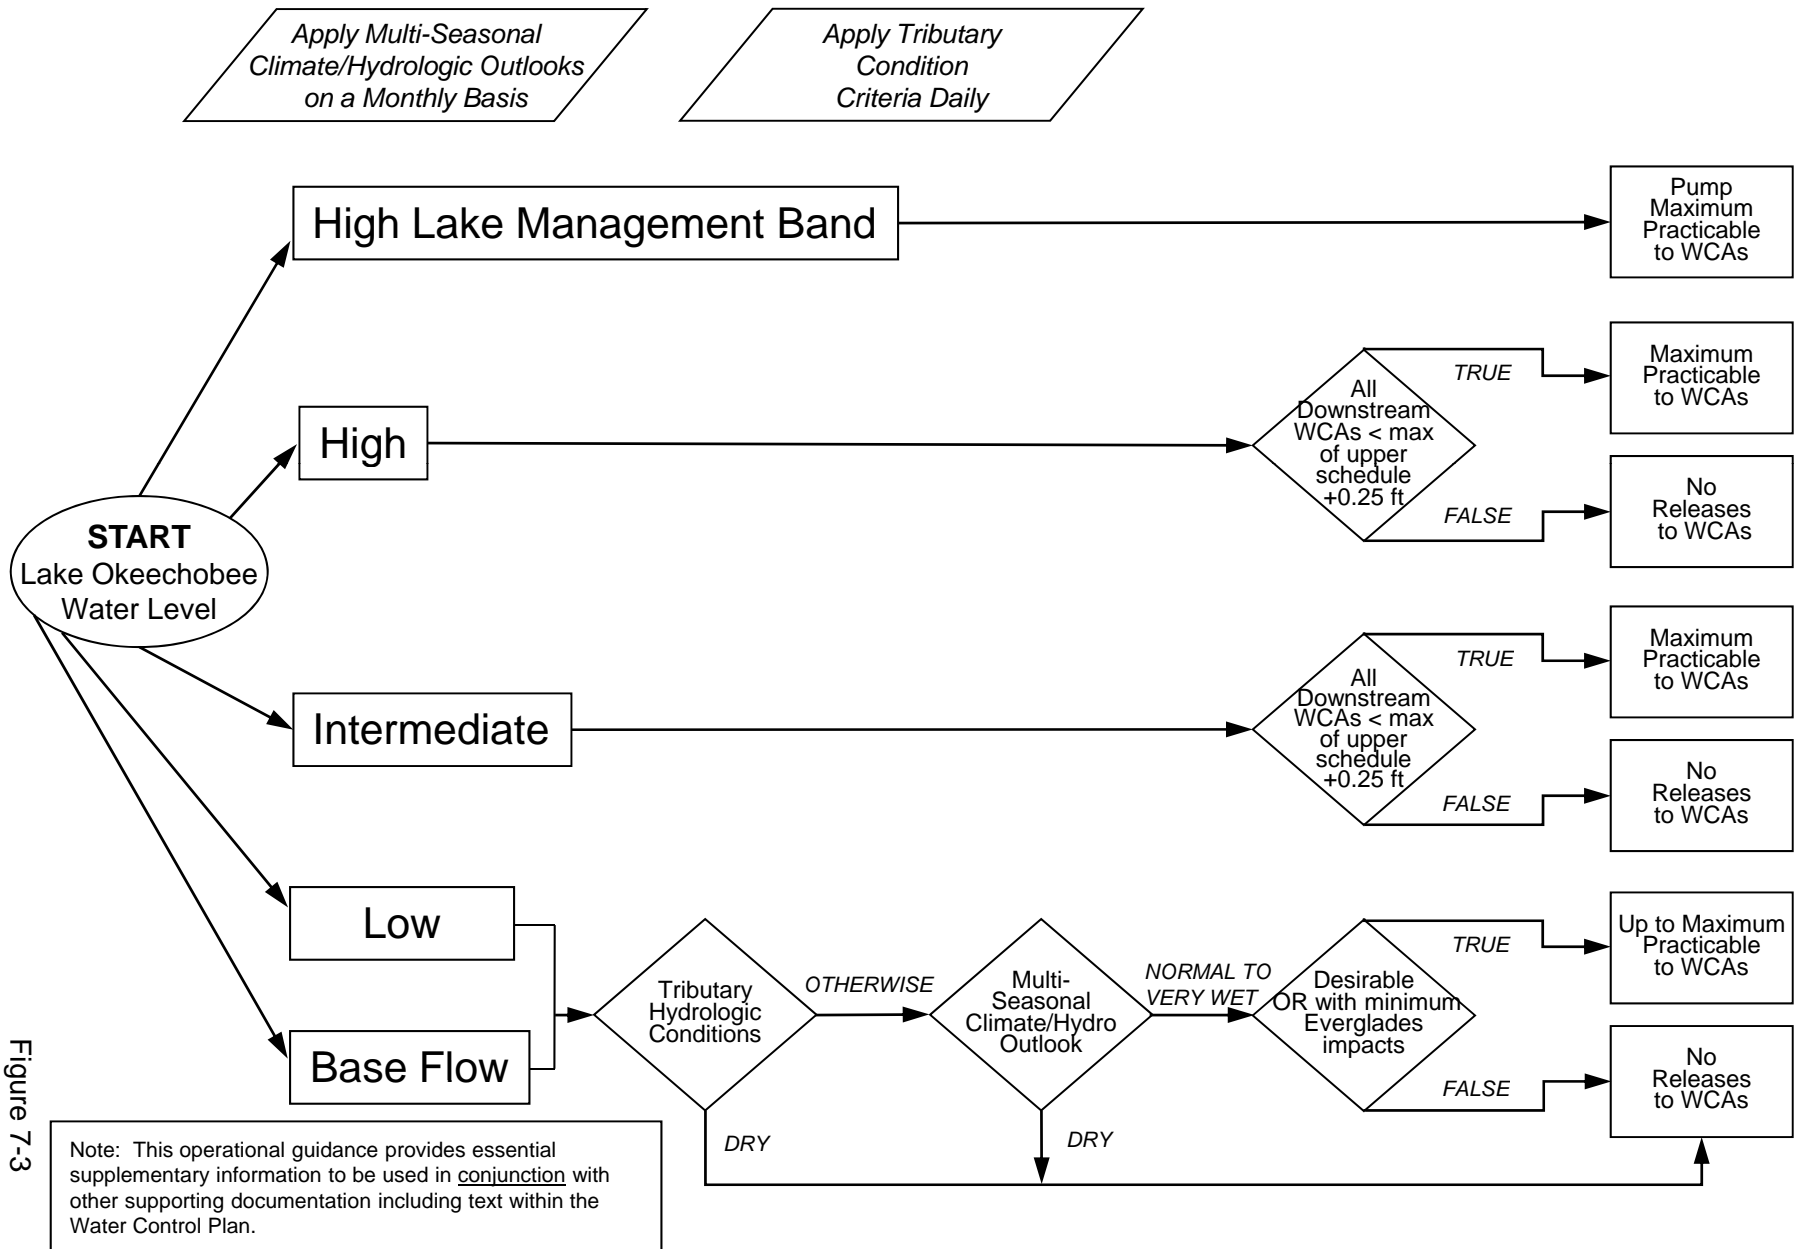 Apply Multi-Seasonal
Climate/Hydrologic Outlooks
on a Monthly Basis
Apply Tributary
Condition
Criteria Daily
High Lake Management Band
Pump
Maximum
Practicable
to WCAs
High
All
Downstream
WCAs < max
of upper
schedule
+0.25 ft
TRUE
Maximum
Practicable
to WCAs
FALSE
No
Releases
to WCAs
START
Lake Okeechobee
Water Level
Intermediate
All
Downstream
WCAs < max
of upper
schedule
+0.25 ft
TRUE
Maximum
Practicable
to WCAs
FALSE
No
Releases
to WCAs
Low
Base Flow
Tributary
Hydrologic
Conditions
OTHERWISE
DRY
Multi-
Seasonal
Climate/Hydro
Outlook
NORMAL TO
VERY WET
DRY
Desirable
OR with minimum
Everglades
impacts
TRUE
Up to Maximum
Practicable
to WCAs
FALSE
No
Releases
to WCAs
Figure 7-3
Note: This operational guidance provides essential
supplementary information to be used in conjunction with
other supporting documentation including text within the
Water Control Plan.